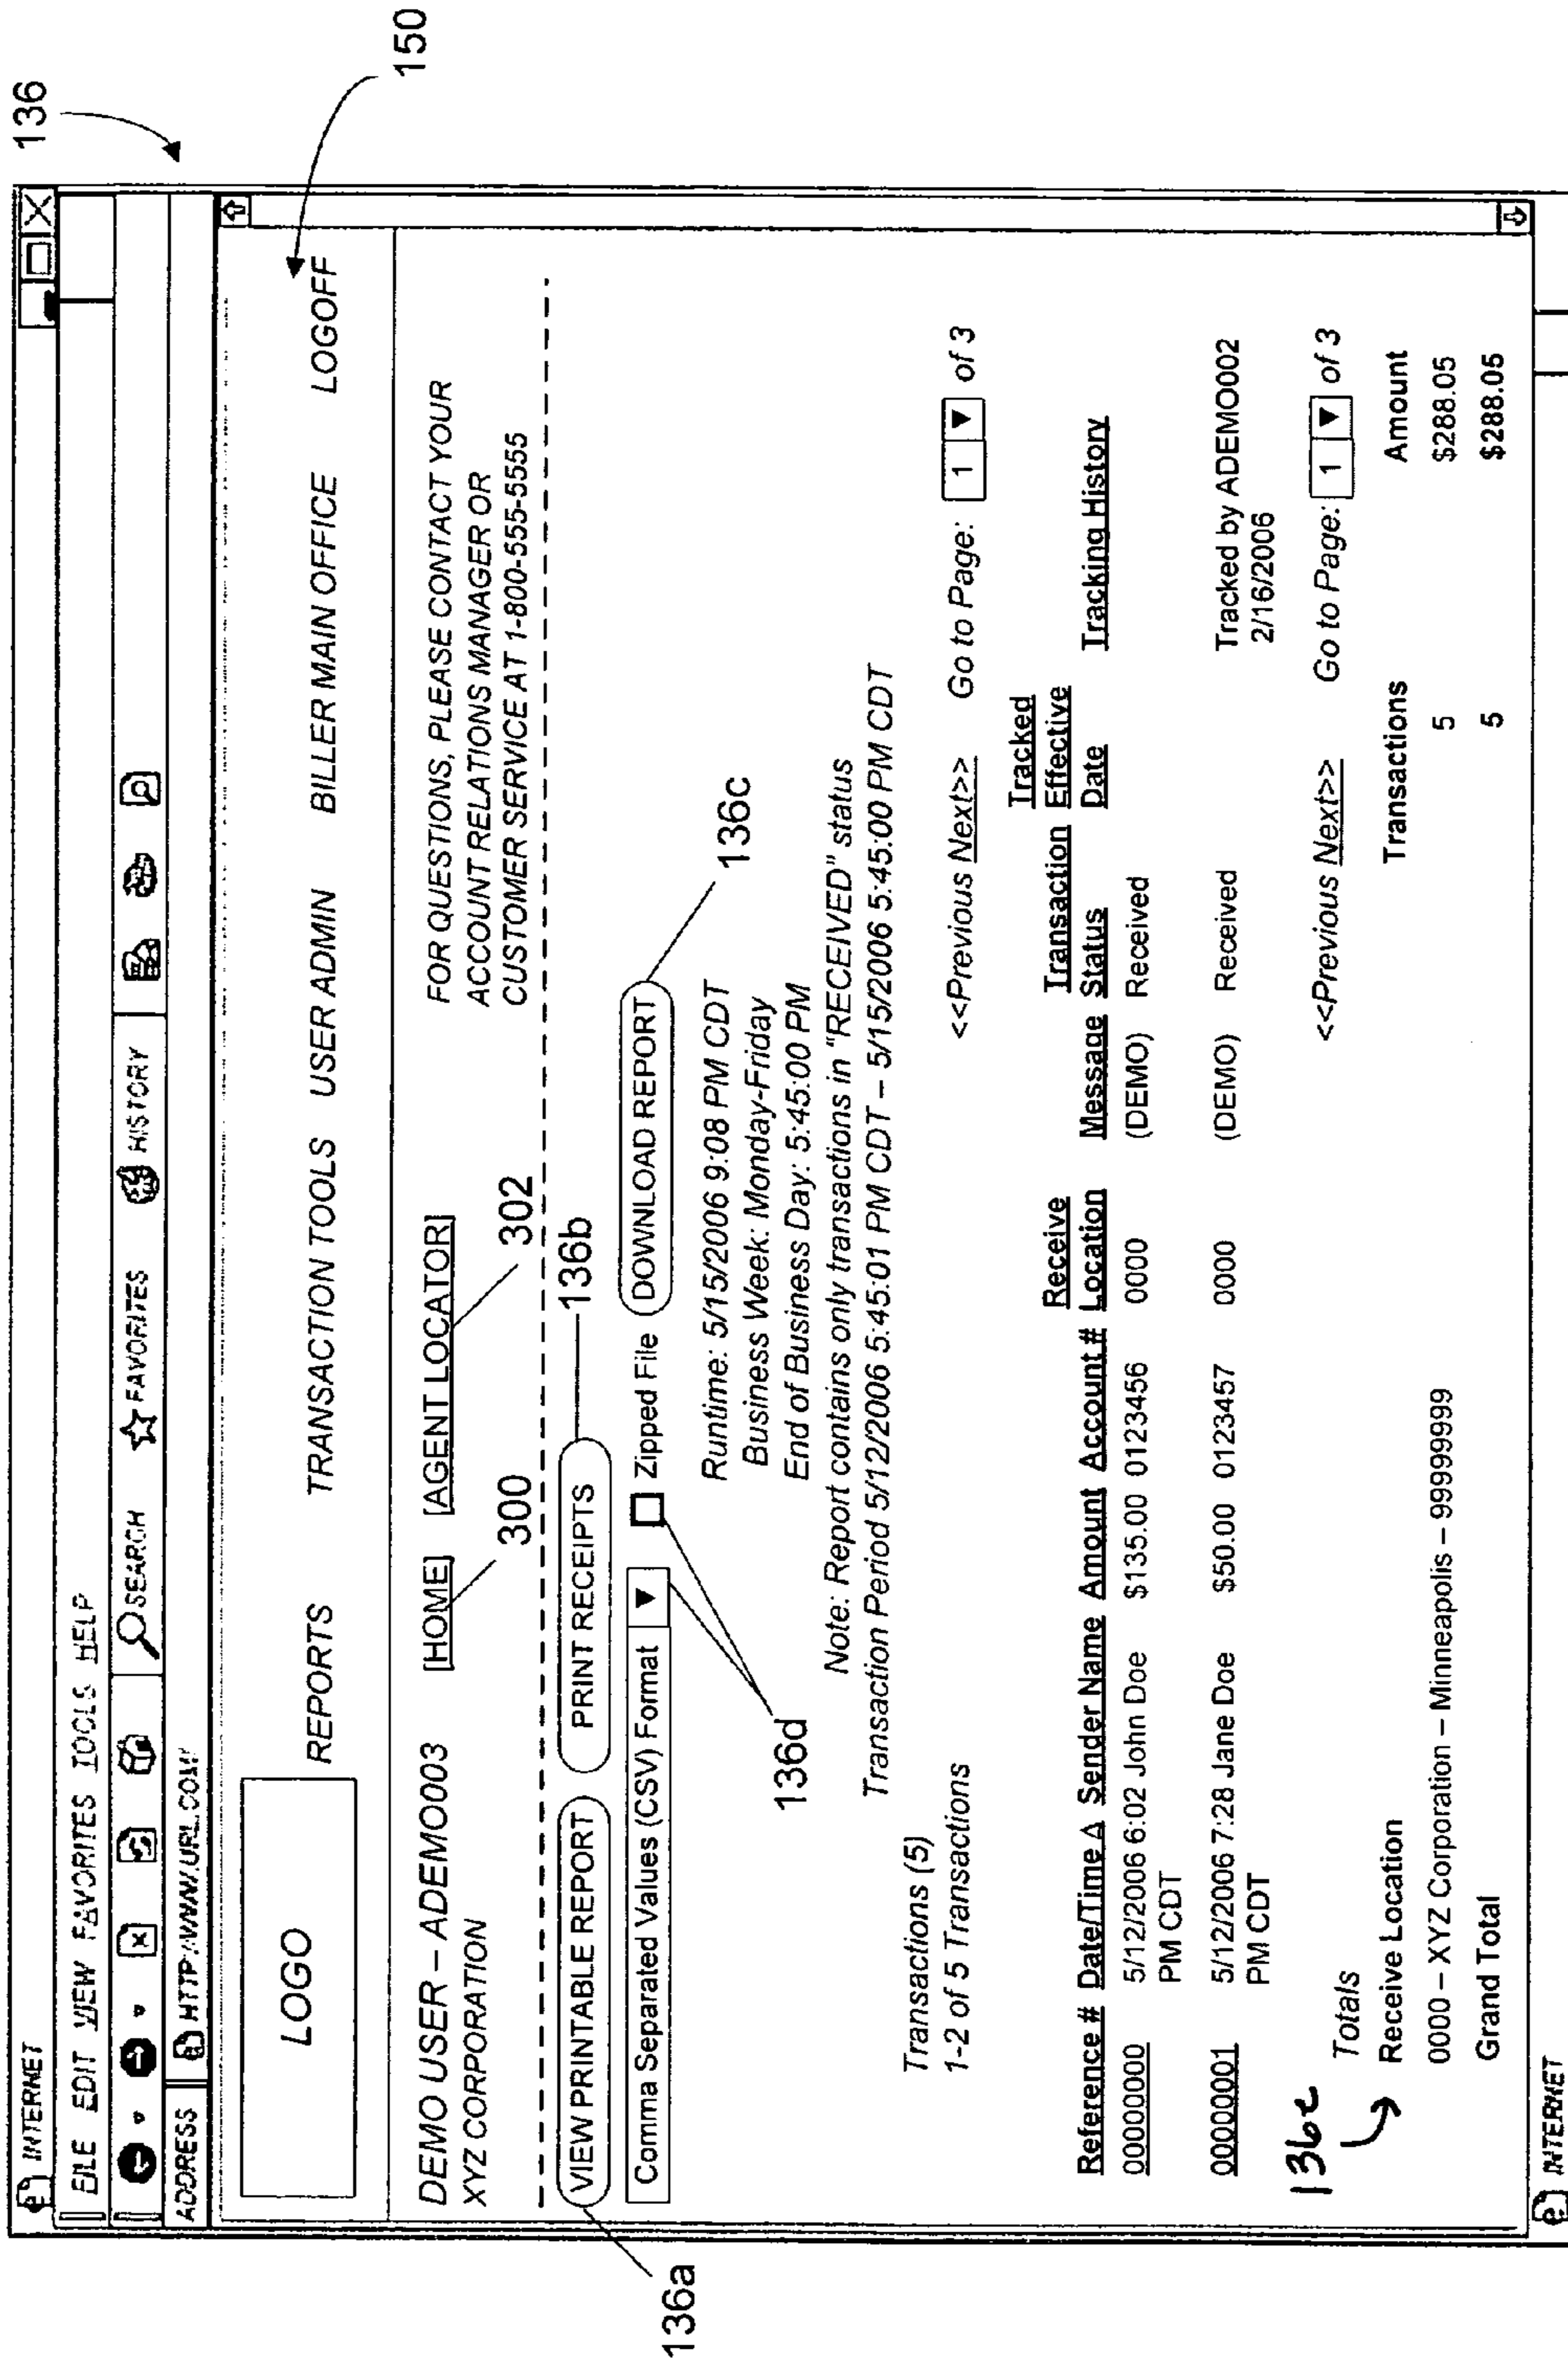 136
150
INTERNET
FILE EDIT VIEW FAVORITES TOOLS HELP
SEARCH FAVORITES HISTORY
ADDRESS HTTP://WWW.URL.COM/
LOGO
REPORTS TRANSACTION TOOLS USER ADMIN BILLER MAIN OFFICE LOGOFF
DEMO USER – ADEMO003 [HOME] [AGENT LOCATOR] FOR QUESTIONS, PLEASE CONTACT YOUR
XYZ CORPORATION ACCOUNT RELATIONS MANAGER OR
300 302 CUSTOMER SERVICE AT 1-800-555-5555
136a VIEW PRINTABLE REPORT PRINT RECEIPTS 136b
Comma Separated Values (CSV) Format ▼ Zipped File DOWNLOAD REPORT 136c
136d
Runtime: 5/15/2006 9:08 PM CDT
Business Week: Monday-Friday
End of Business Day: 5:45:00 PM
Note: Report contains only transactions in "RECEIVED" status
Transaction Period 5/12/2006 5:45:01 PM CDT – 5/15/2006 5:45:00 PM CDT
Transactions (5)
1-2 of 5 Transactions <<Previous Next>> Go to Page: 1 ▼ of 3
Tracked
Receive Transaction Effective
Reference # Date/Time Δ Sender Name Amount Account # Location Message Status Date Tracking History
00000000 5/12/2006 6:02 John Doe $135.00 0123456 0000 (DEMO) Received
PM CDT
00000001 5/12/2006 7:28 Jane Doe $50.00 0123457 0000 (DEMO) Received Tracked by ADEMO002
PM CDT 2/16/2006
136e
<<Previous Next>> Go to Page: 1 ▼ of 3
Totals
Receive Location Transactions Amount
0000 – XYZ Corporation – Minneapolis – 99999999 5 $288.05
Grand Total 5 $288.05
INTERNET